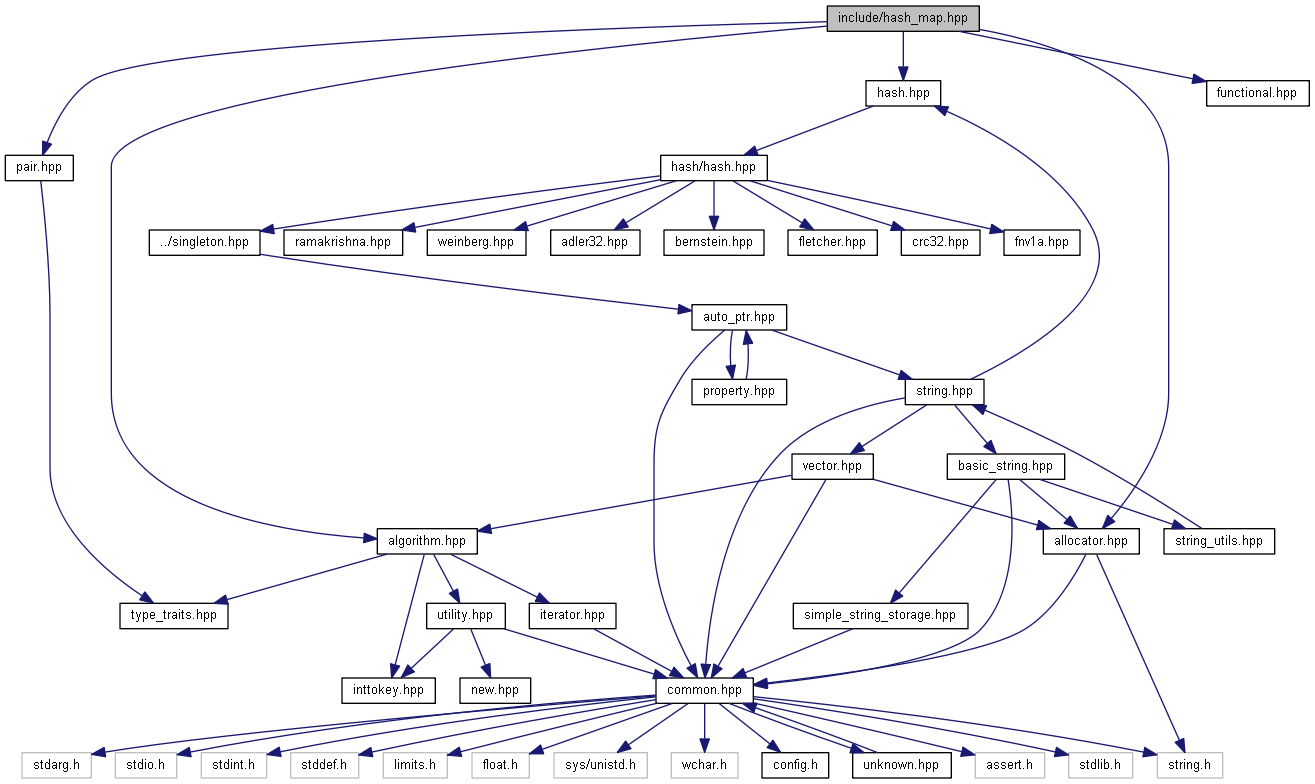 include/hash_map.hpp
hash.hpp
functional.hpp
pair.hpp
hash/hash.hpp
../singleton.hpp
ramakrishna.hpp
weinberg.hpp
adler32.hpp
bernstein.hpp
fletcher.hpp
crc32.hpp
fnv1a.hpp
auto_ptr.hpp
property.hpp
string.hpp
vector.hpp
basic_string.hpp
algorithm.hpp
allocator.hpp
string_utils.hpp
type_traits.hpp
utility.hpp
iterator.hpp
simple_string_storage.hpp
inttokey.hpp
new.hpp
common.hpp
stdarg.h
stdio.h
stdint.h
stddef.h
limits.h
float.h
sys/unistd.h
wchar.h
config.h
unknown.hpp
assert.h
stdlib.h
string.h